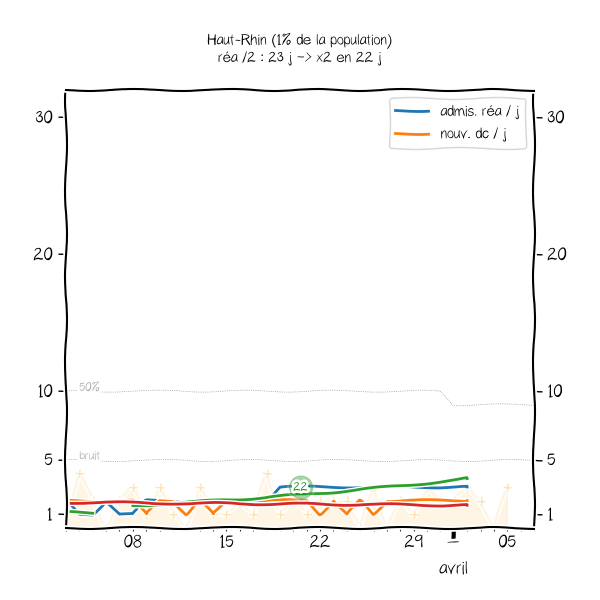 Haut-Rhin (1% de la population)
réa /2 : 23 j -> x2 en 22 j
admis. réa / j
nouv. dc / j
30 30
20 20
50%
10 10
bruit
5 5
22
1 1
08 15 22 29 05
avril